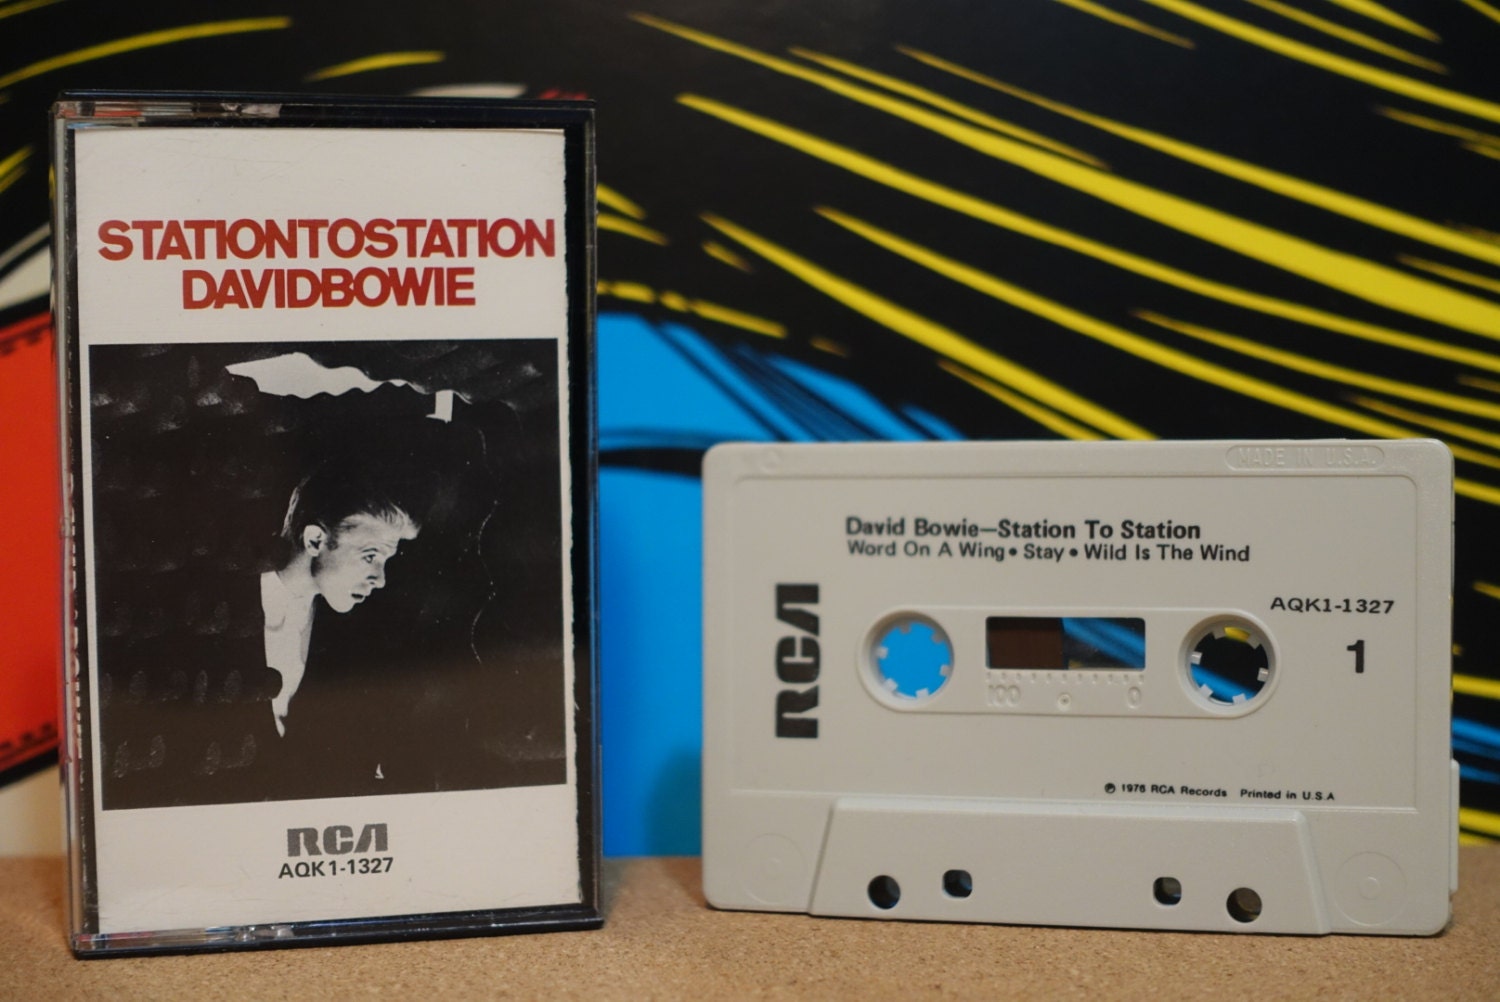 STATIONTOSTATION
DAVIDBOWIE
RCA
AQK1-1327
MADE IN U.S.A.
David Bowie—Station To Station
Word On A Wing • Stay • Wild Is The Wind
RCA
AQK1-1327
1
100 0
℗ 1976 RCA Records Printed in U.S.A